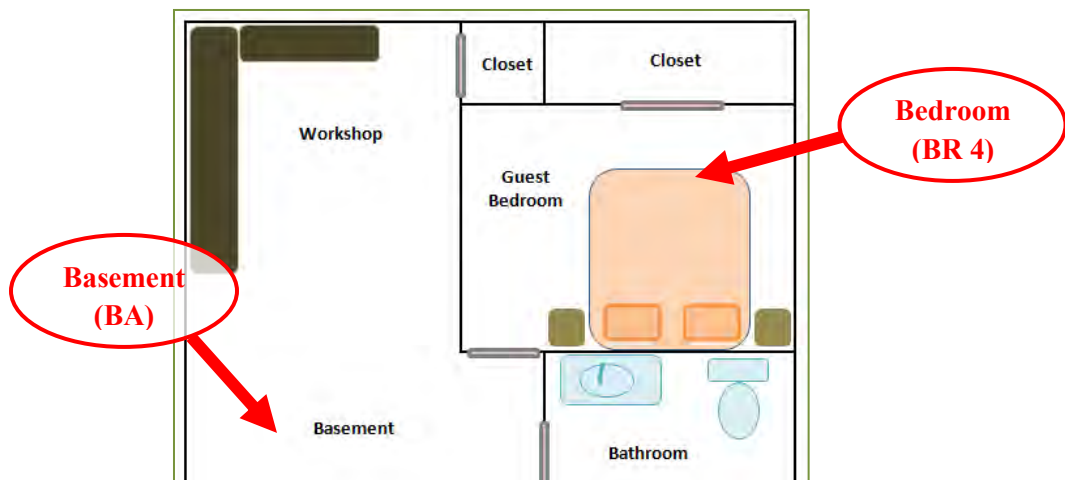 Closet
Closet
Bedroom
(BR 4)
Workshop
Guest
Bedroom
Basement
(BA)
Basement
Bathroom